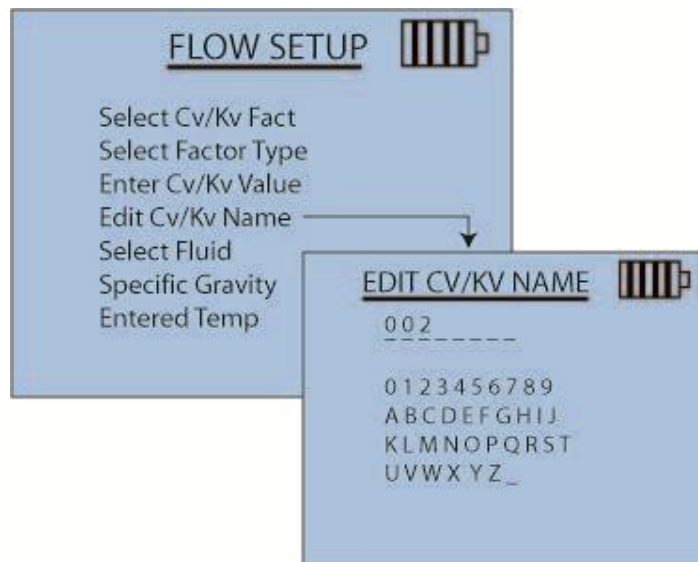 FLOW SETUP
Select Cv/Kv Fact
Select Factor Type
Enter Cv/Kv Value
Edit Cv/Kv Name
Select Fluid
Specific Gravity
Entered Temp
EDIT CV/KV NAME
002
0123456789
ABCDEFGHIJ
KLMNOPQRST
UVWXYZ_